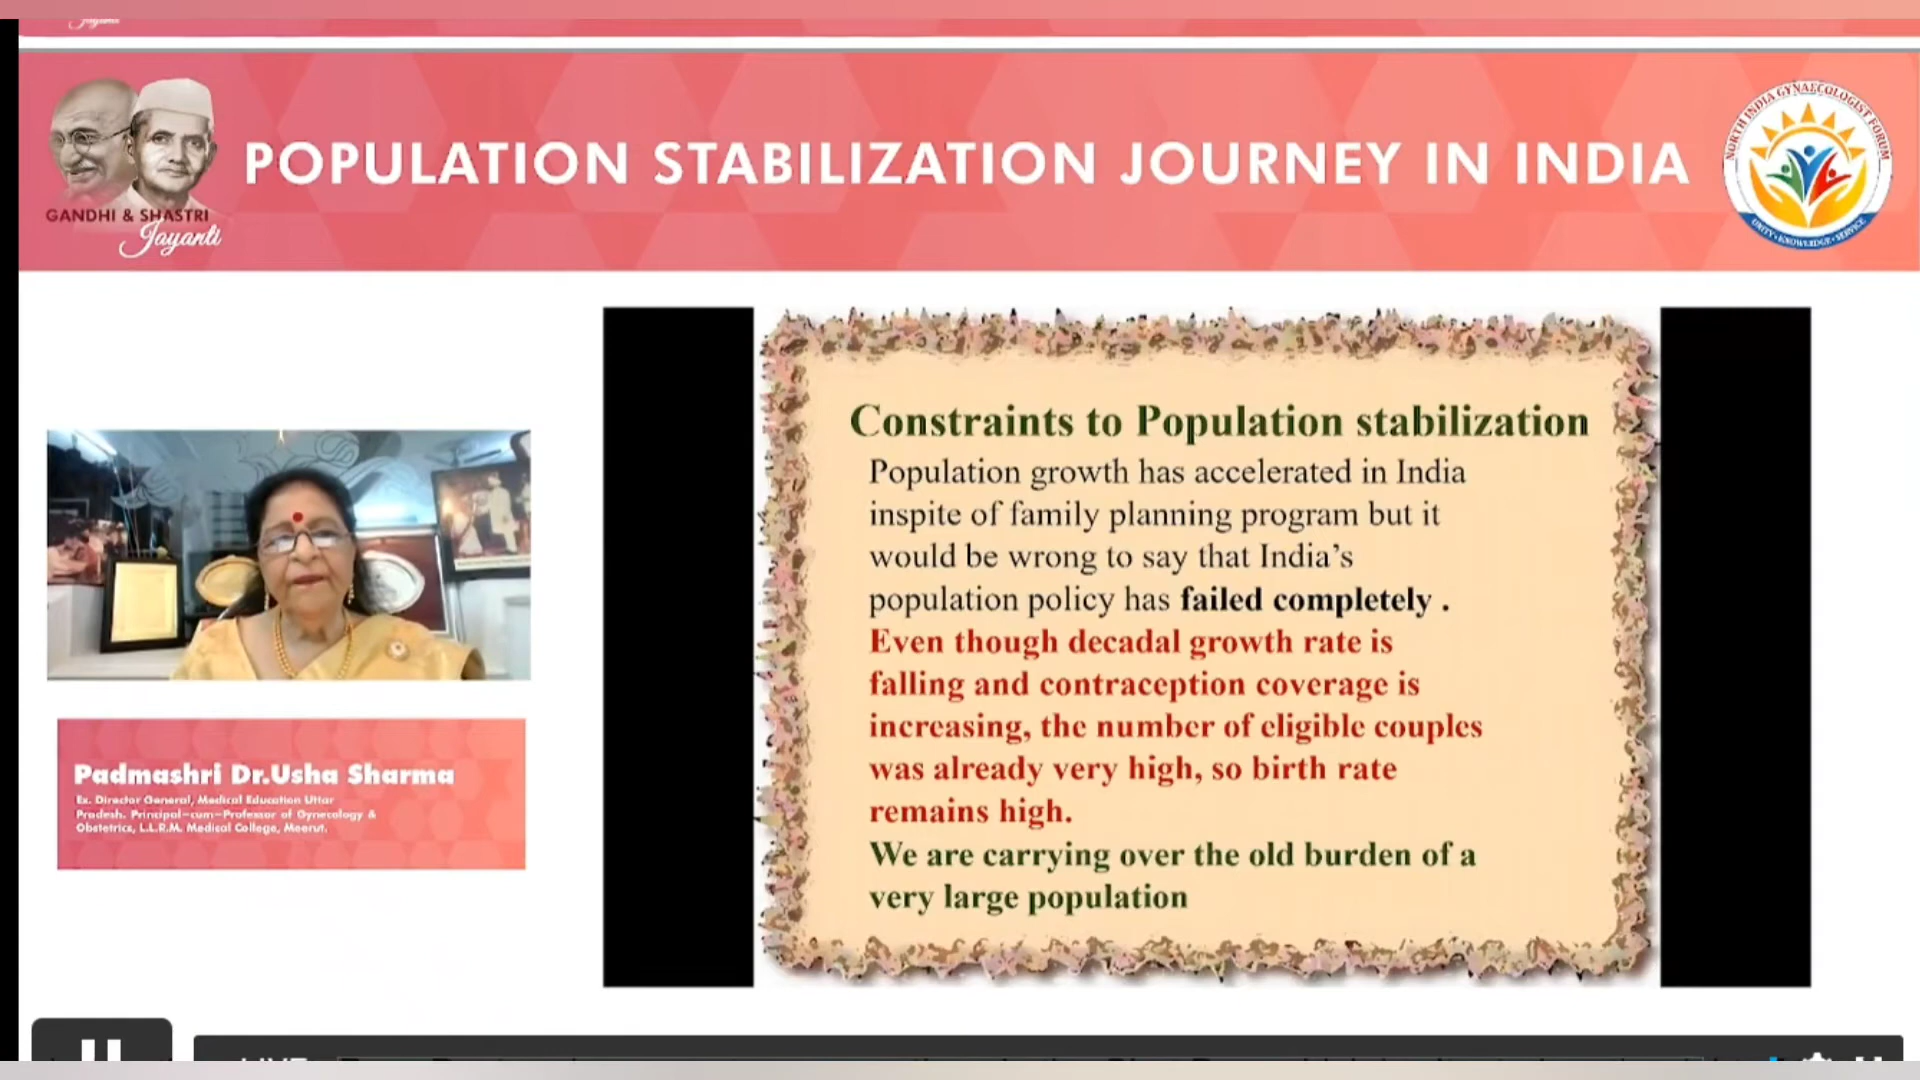 Jayanti
GANDHI & SHASTRI
Jayanti
POPULATION STABILIZATION JOURNEY IN INDIA
NORTH INDIA GYNAECOLOGIST FORUM
UNITY • KNOWLEDGE • SERVICE
Constraints to Population stabilization
Population growth has accelerated in India
inspite of family planning program but it
would be wrong to say that India’s
population policy has failed completely .
Even though decadal growth rate is
falling and contraception coverage is
increasing, the number of eligible couples
was already very high, so birth rate
remains high.
We are carrying over the old burden of a
very large population
Padmashri Dr.Usha Sharma
Ex. Director General, Medical Education Uttar
Pradesh. Principal-cum-Professor of Gynecology &
Obstetrics, L.L.R.M. Medical College, Meerut.
LIVE